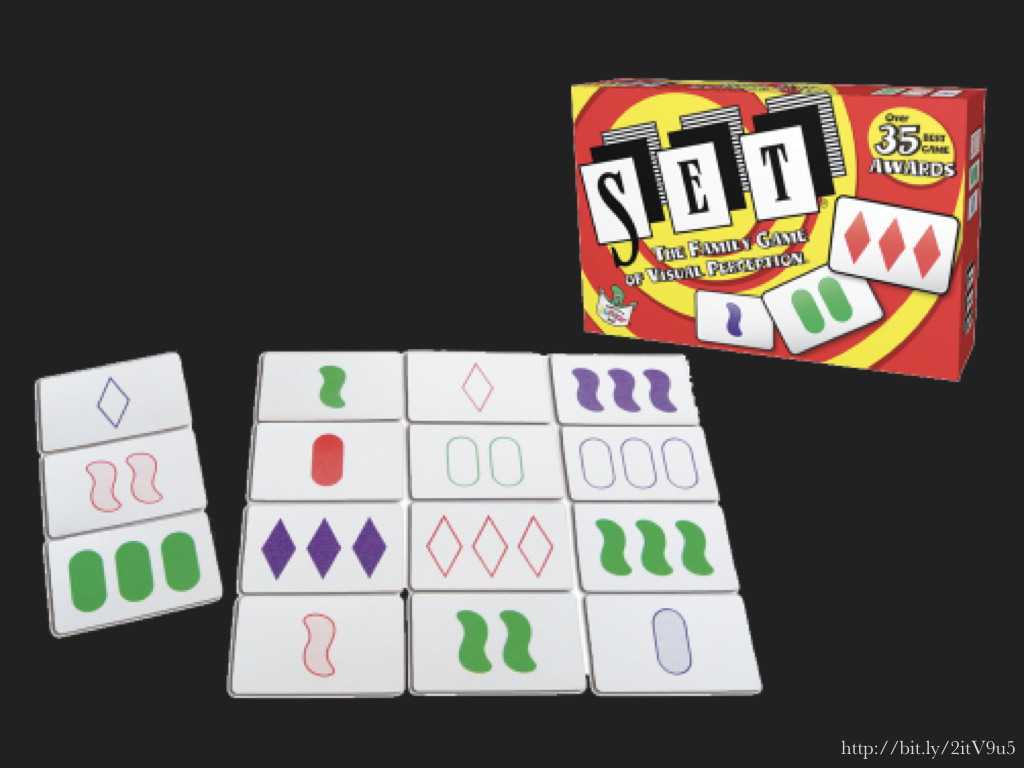 Over
35 BEST
GAME
AWARDS
SET
THE FAMILY GAME
OF VISUAL PERCEPTION.
http://bit.ly/2itV9u5